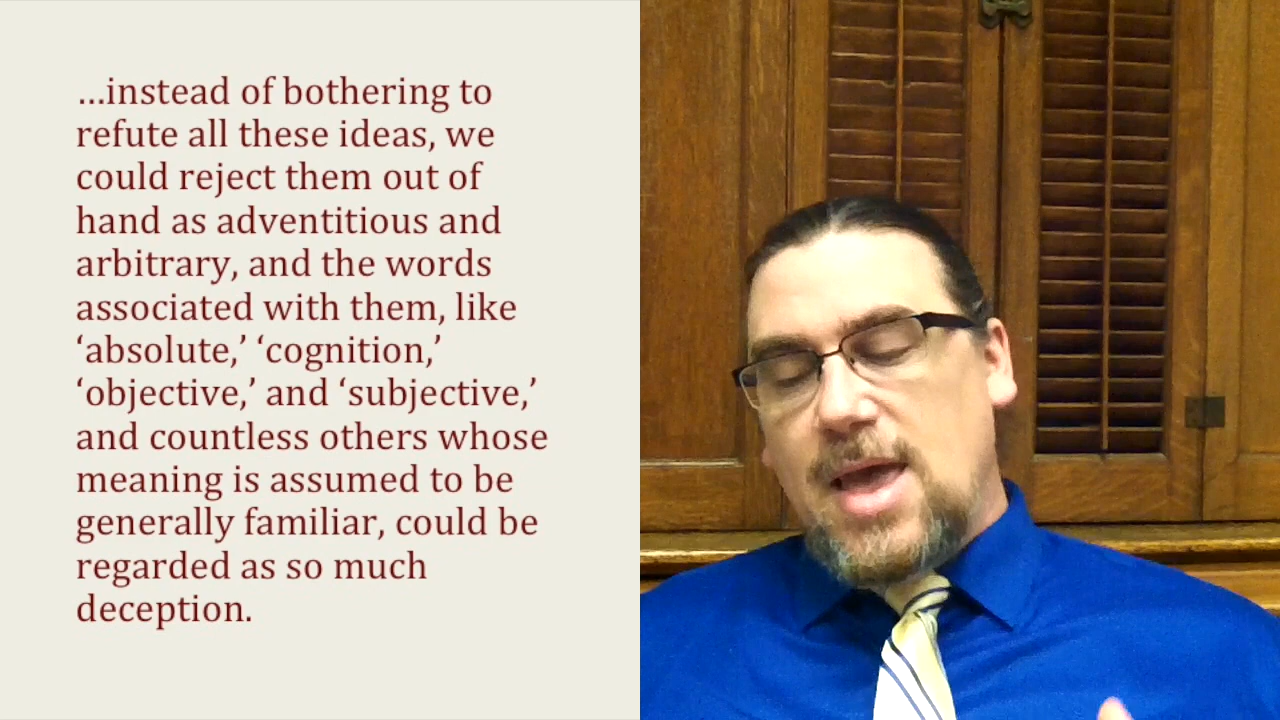 …instead of bothering to
refute all these ideas, we
could reject them out of
hand as adventitious and
arbitrary, and the words
associated with them, like
‘absolute,’ ‘cognition,’
‘objective,’ and ‘subjective,’
and countless others whose
meaning is assumed to be
generally familiar, could be
regarded as so much
deception.